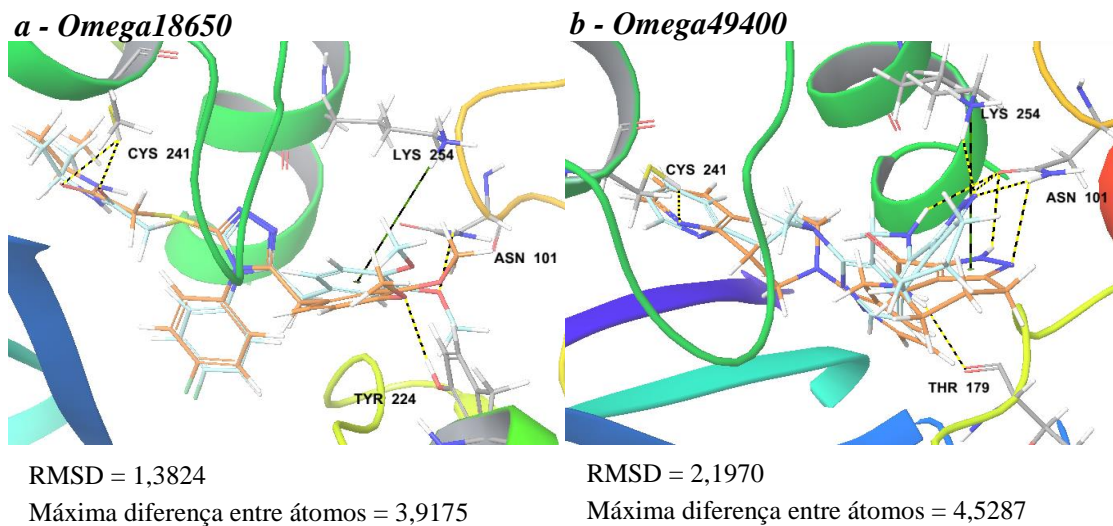 a - Omega18650
b - Omega49400
CYS 241
LYS 254
ASN 101
TYR 224
CYS 241
LYS 254
ASN 101
THR 179
RMSD = 1,3824
Máxima diferença entre átomos = 3,9175
RMSD = 2,1970
Máxima diferença entre átomos = 4,5287